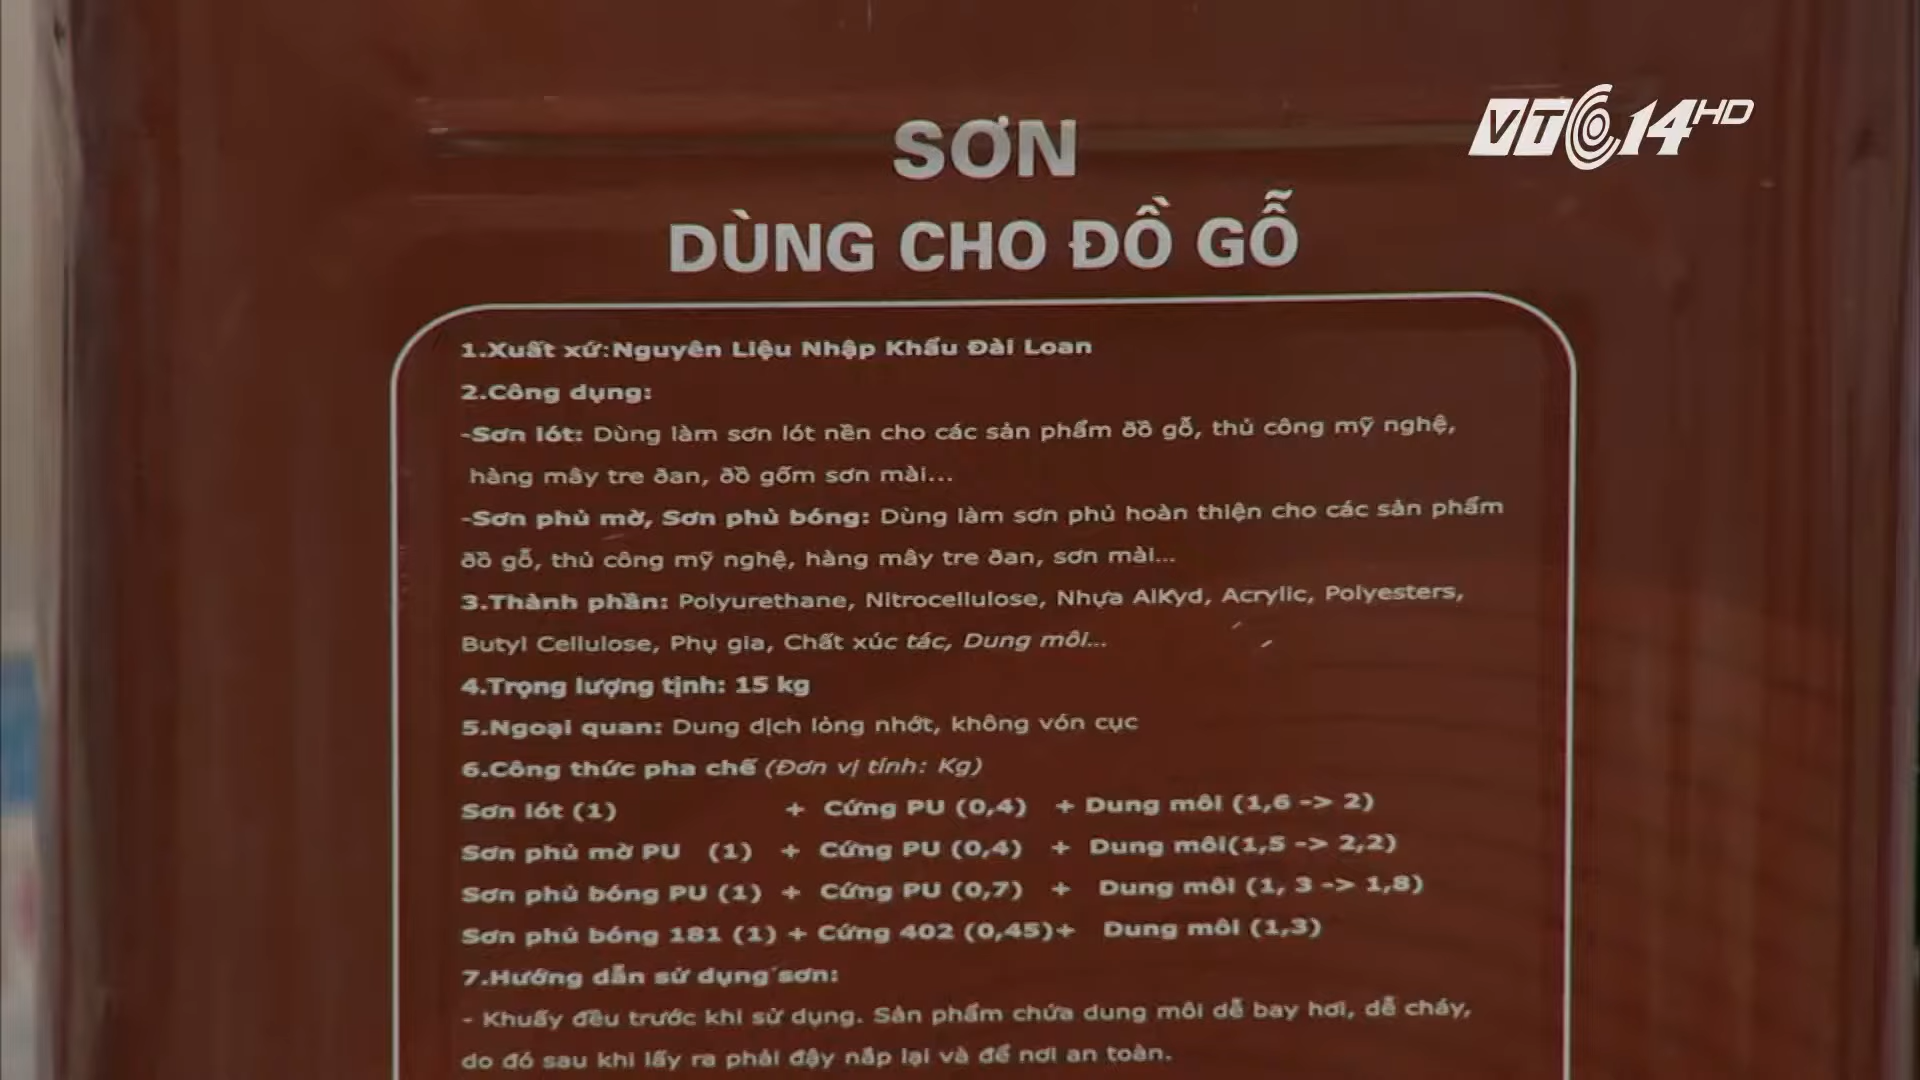 VTC14HD
SƠN
DÙNG CHO ĐỒ GỖ
1.Xuất xứ:Nguyên Liệu Nhập Khẩu Đài Loan
2.Công dụng:
-Sơn lót: Dùng làm sơn lót nền cho các sản phẩm đồ gỗ, thủ công mỹ nghệ,
hàng mây tre đan, đồ gốm sơn mài...
-Sơn phủ mờ, Sơn phủ bóng: Dùng làm sơn phủ hoàn thiện cho các sản phẩm
đồ gỗ, thủ công mỹ nghệ, hàng mây tre đan, sơn mài...
3.Thành phần: Polyurethane, Nitrocellulose, Nhựa AlKyd, Acrylic, Polyesters,
Butyl Cellulose, Phụ gia, Chất xúc tác, Dung môi...
4.Trọng lượng tịnh: 15 kg
5.Ngoại quan: Dung dịch lỏng nhớt, không vón cục
6.Công thức pha chế (Đơn vị tính: Kg)
Sơn lót (1) + Cứng PU (0,4) + Dung môi (1,6 -> 2)
Sơn phủ mờ PU (1) + Cứng PU (0,4) + Dung môi(1,5 -> 2,2)
Sơn phủ bóng PU (1) + Cứng PU (0,7) + Dung môi (1, 3 -> 1,8)
Sơn phủ bóng 181 (1) + Cứng 402 (0,45)+ Dung môi (1,3)
7.Hướng dẫn sử dụng sơn:
- Khuấy đều trước khi sử dụng. Sản phẩm chứa dung môi dễ bay hơi, dễ cháy,
do đó sau khi lấy ra phải đậy nắp lại và để nơi an toàn.